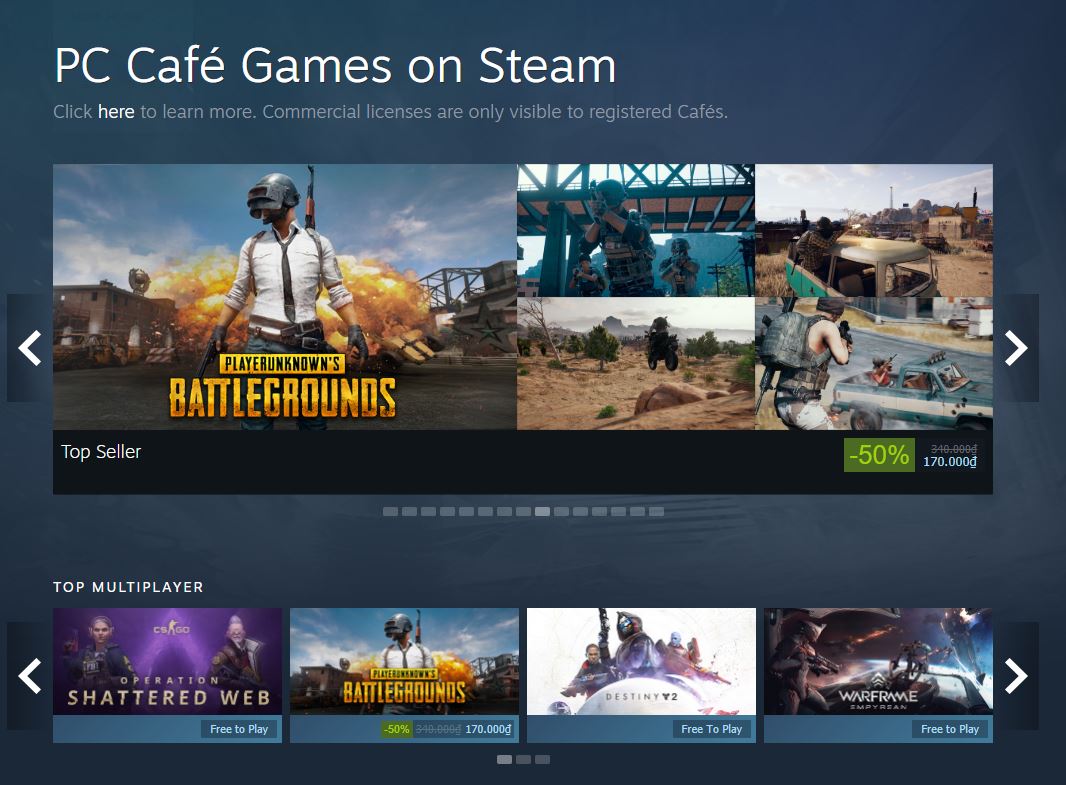 PC Café Games on Steam
Click here to learn more. Commercial licenses are only visible to registered Cafés.
PLAYERUNKNOWN'S
BATTLEGROUNDS
Top Seller
-50%
340.000₫
170.000₫
TOP MULTIPLAYER
CS GO
OPERATION
SHATTERED WEB
Free to Play
PLAYERUNKNOWN'S
BATTLEGROUNDS
-50% 340.000₫ 170.000₫
DESTINY 2
Free To Play
WARFRAME
EMPYREAN
Free to Play